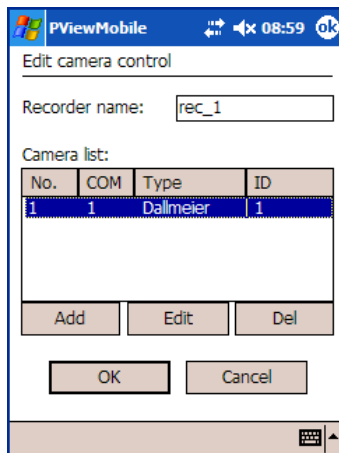 PViewMobile 08:59 ok
Edit camera control
Recorder name: rec_1
Camera list:
No. COM Type ID
1 1 Dallmeier 1
Add Edit Del
OK Cancel